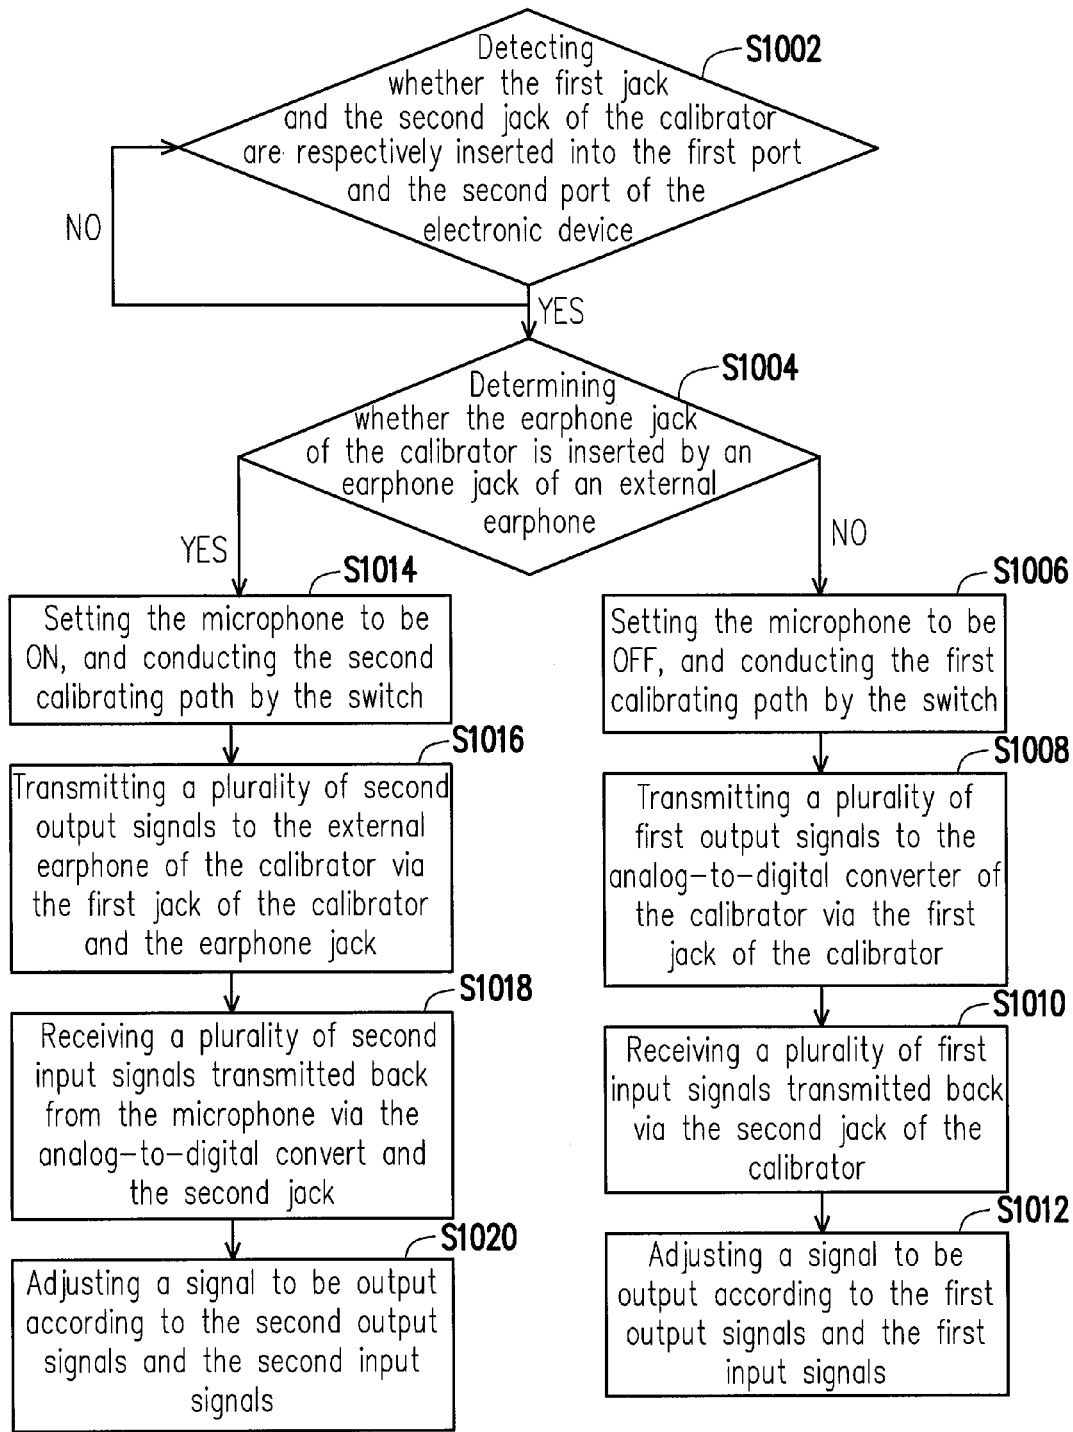 S1002
Detecting
whether the first jack
and the second jack of the calibrator
are respectively inserted into the first port
and the second port of the
electronic device
NO
YES
S1004
Determining
whether the earphone jack
of the calibrator is inserted by an
earphone jack of an external
earphone
YES
NO
S1014
Setting the microphone to be
ON, and conducting the second
calibrating path by the switch
S1016
Transmitting a plurality of second
output signals to the external
earphone of the calibrator via
the first jack of the calibrator
and the earphone jack
S1018
Receiving a plurality of second
input signals transmitted back
from the microphone via the
analog-to-digital convert and
the second jack
S1020
Adjusting a signal to be output
according to the second output
signals and the second input
signals
S1006
Setting the microphone to be
OFF, and conducting the first
calibrating path by the switch
S1008
Transmitting a plurality of
first output signals to the
analog-to-digital converter of
the calibrator via the first
jack of the calibrator
S1010
Receiving a plurality of first
input signals transmitted back
via the second jack of the
calibrator
S1012
Adjusting a signal to be
output according to the first
output signals and the first
input signals